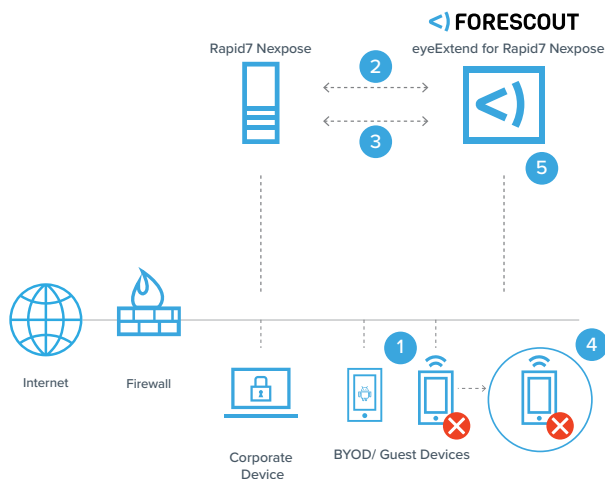 <) FORESCOUT
Rapid7 Nexpose
eyeExtend for Rapid7 Nexpose
2
3
5
1
4
Internet
Firewall
Corporate
Device
BYOD/ Guest Devices